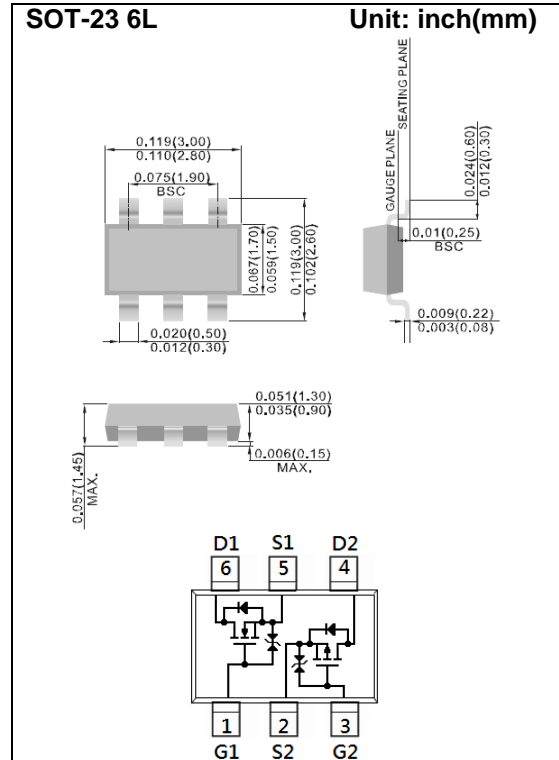 SOT-23 6L Unit: inch(mm)
0.119(3.00)
0.110(2.80)
0.075(1.90)
BSC
0.067(1.70)
0.059(1.50)
0.119(3.00)
0.102(2.60)
0.020(0.50)
0.012(0.30)
GAUGE PLANE
SEATING PLANE
0.024(0.60)
0.012(0.30)
0.01(0.25)
BSC
0.009(0.22)
0.003(0.08)
0.051(1.30)
0.035(0.90)
0.057(1.45)
MAX.
0.006(0.15)
MAX.
D1 S1 D2
6 5 4
1 2 3
G1 S2 G2